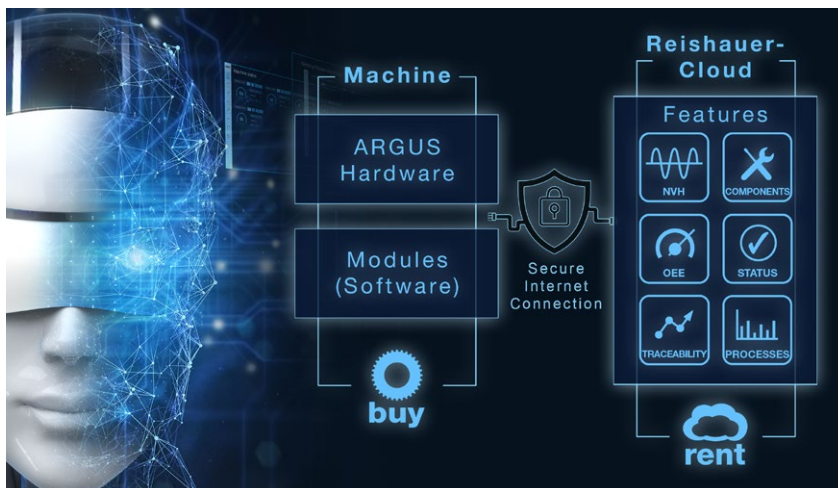 Machine
ARGUS
Hardware
Modules
(Software)
buy
Secure
Internet
Connection
Reishauer-
Cloud
Features
NVH
COMPONENTS
OEE
STATUS
TRACEABILITY
PROCESSES
rent